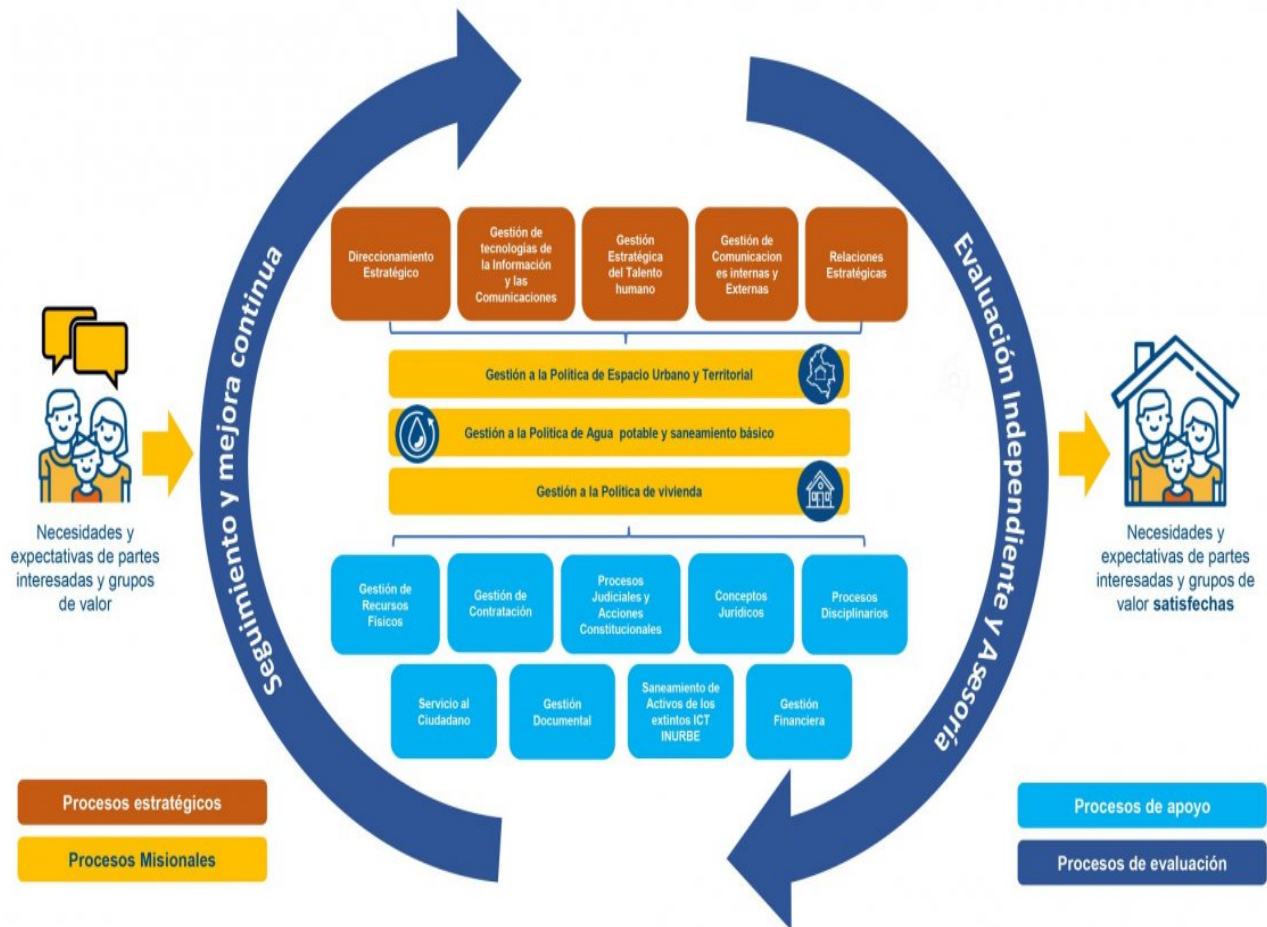 Seguimiento y mejora continua
Evaluación Independiente y Asesoría
Direccionamiento
Estratégico
Gestión de
tecnologías de
la Información
y las
Comunicaciones
Gestión
Estratégica
del Talento
humano
Gestión de
Comunicacion
es internas y
Externas
Relaciones
Estratégicas
Gestión a la Política de Espacio Urbano y Territorial
Gestión a la Política de Agua potable y saneamiento básico
Gestión a la Política de vivienda
Necesidades y
expectativas de partes
interesadas y grupos
de valor
Necesidades y
expectativas de partes
interesadas y grupos de
valor satisfechas
Gestión de
Recursos
Físicos
Gestión de
Contratación
Procesos
Judiciales y
Acciones
Constitucionales
Conceptos
Jurídicos
Procesos
Disciplinarios
Servicio al
Ciudadano
Gestión
Documental
Saneamiento de
Activos de los
extintos ICT
INURBE
Gestión
Financiera
Procesos estratégicos
Procesos Misionales
Procesos de apoyo
Procesos de evaluación